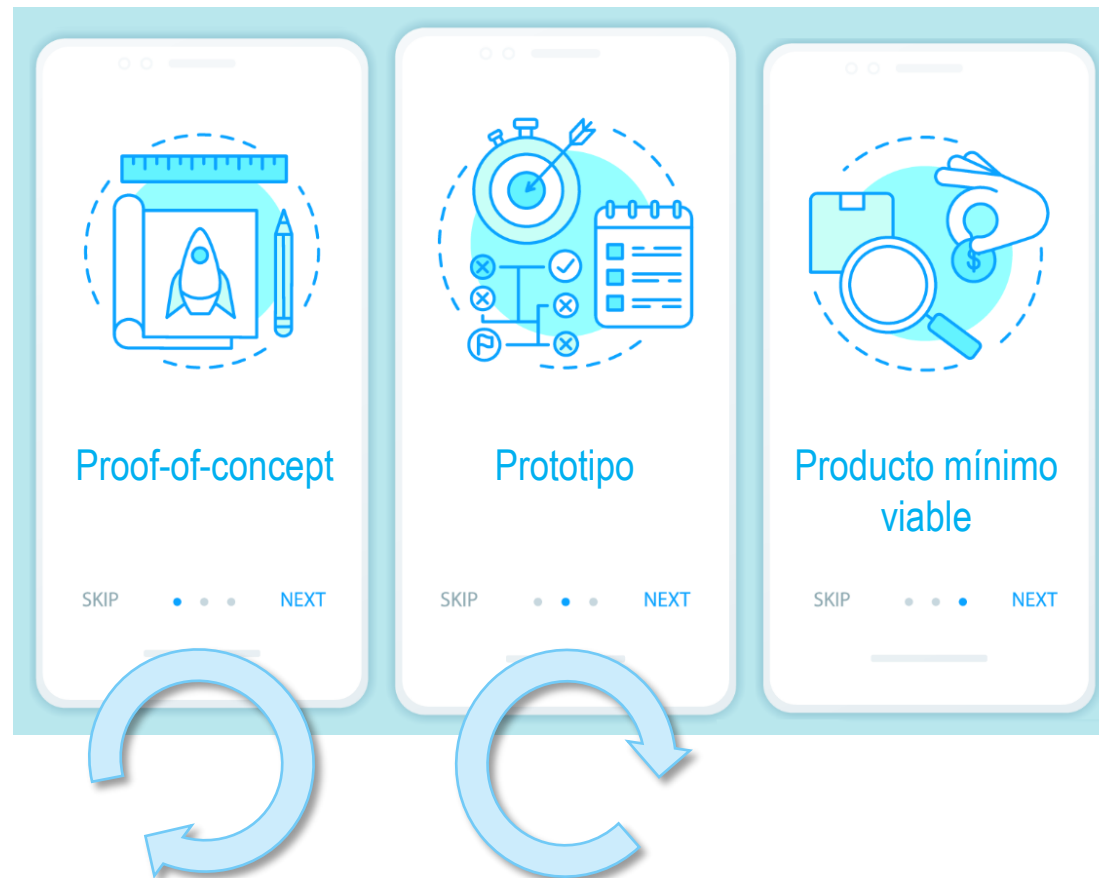 Proof-of-concept
SKIP
NEXT
Prototipo
SKIP
NEXT
$
Producto mínimo
viable
SKIP
NEXT